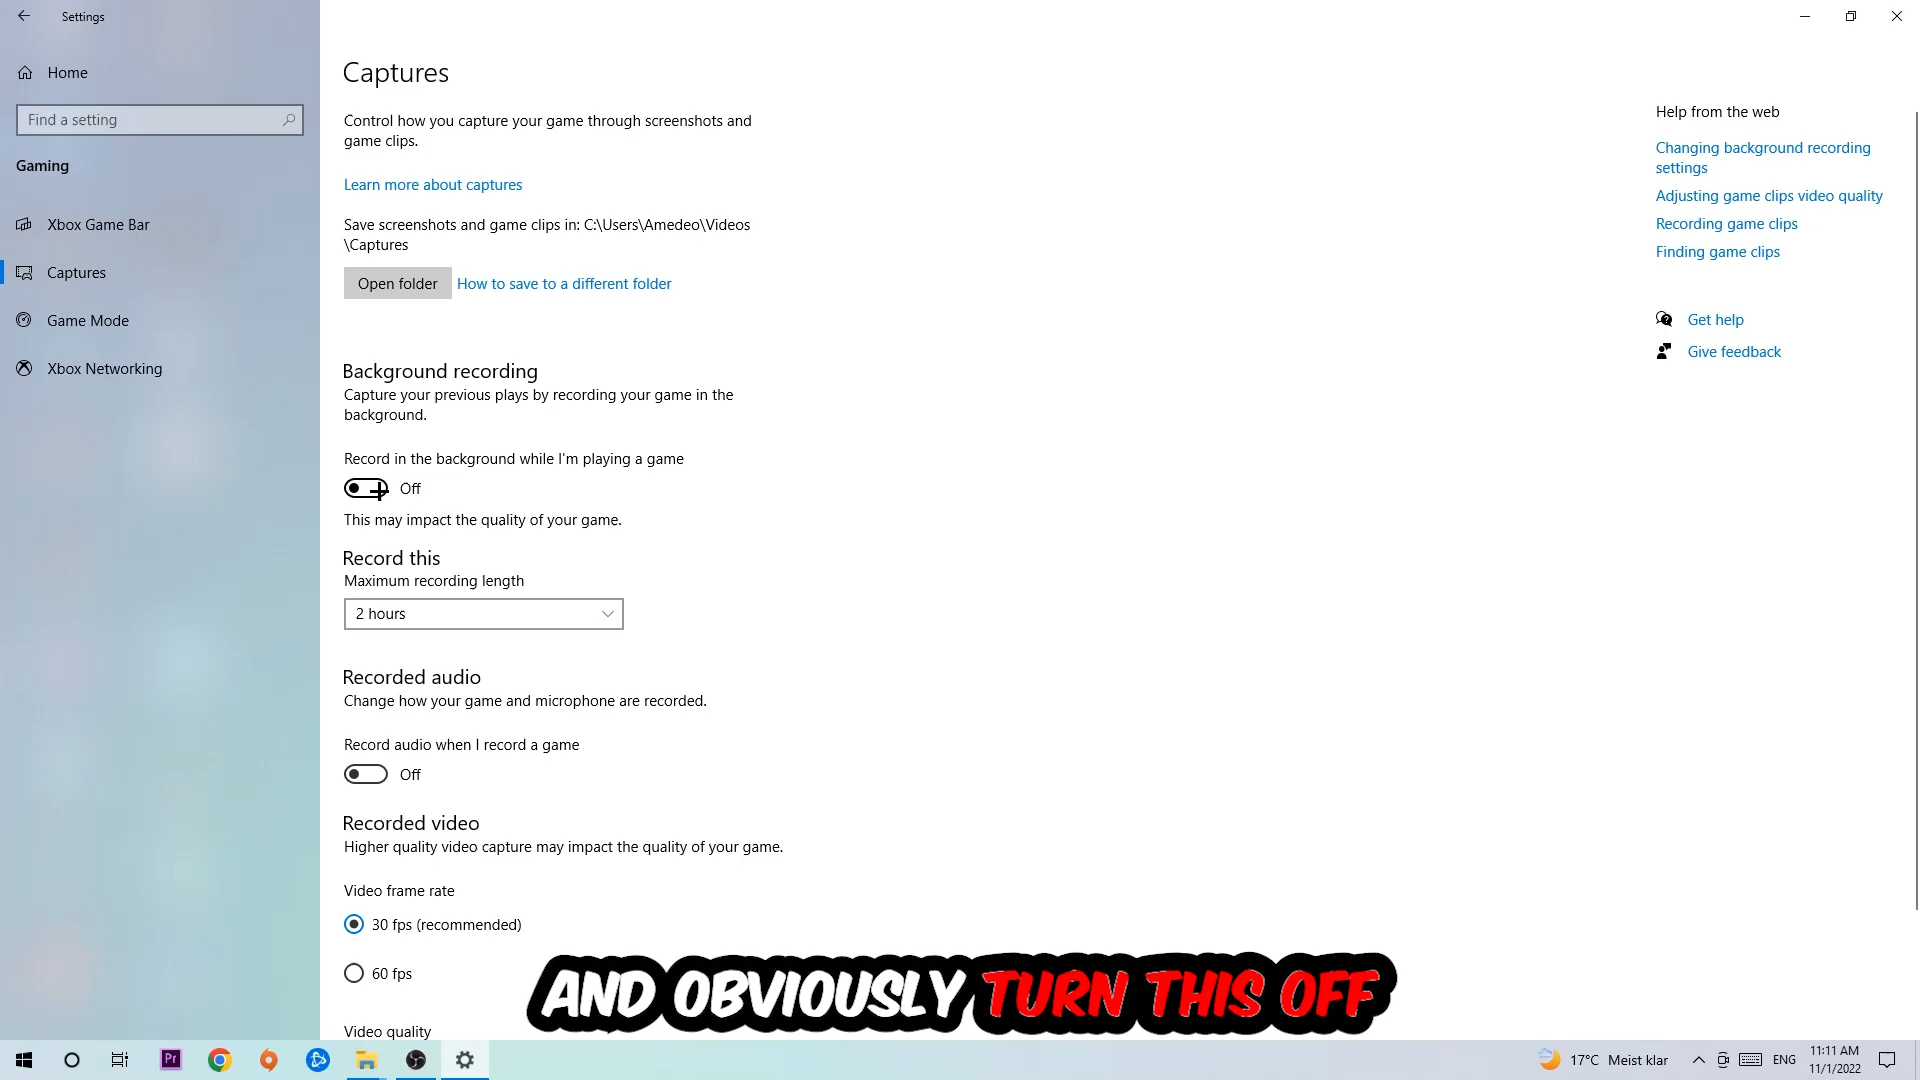 Settings
Home
Find a setting
Gaming
Xbox Game Bar
Captures
Game Mode
Xbox Networking
Captures
Control how you capture your game through screenshots and
game clips.
Learn more about captures
Save screenshots and game clips in: C:\Users\Amedeo\Videos
\Captures
Open folder
How to save to a different folder
Background recording
Capture your previous plays by recording your game in the
background.
Record in the background while I'm playing a game
Off
This may impact the quality of your game.
Record this
Maximum recording length
2 hours
Recorded audio
Change how your game and microphone are recorded.
Record audio when I record a game
Off
Recorded video
Higher quality video capture may impact the quality of your game.
Video frame rate
30 fps (recommended)
60 fps
Video quality
Help from the web
Changing background recording
settings
Adjusting game clips video quality
Recording game clips
Finding game clips
Get help
Give feedback
AND OBVIOUSLY TURN THIS OFF
Pr
17°C Meist klar
ENG
11:11 AM
11/1/2022